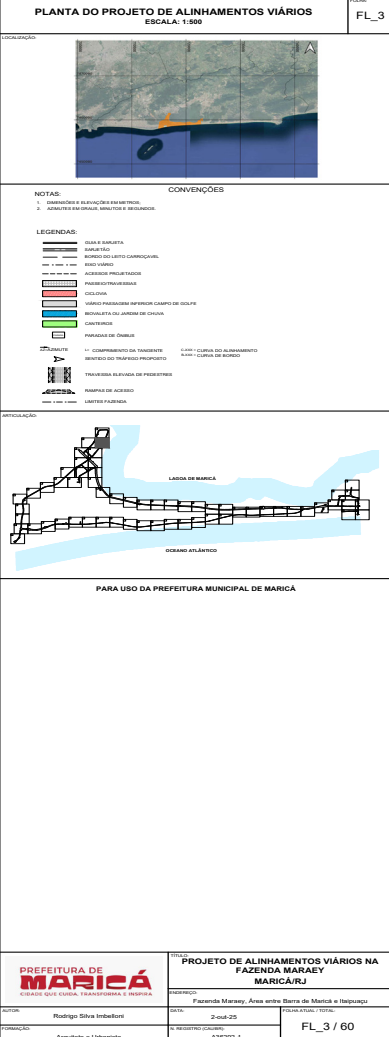 PLANTA DO PROJETO DE ALINHAMENTOS VIÁRIOS
ESCALA: 1:500
FOLHA:
FL_3
LOCALIZAÇÃO:
CONVENÇÕES
NOTAS:
1. DIMENSÕES E ELEVAÇÕES EM METROS;
2. AZIMUTES EM GRAUS, MINUTOS E SEGUNDOS.
LEGENDAS:
GUIA E SARJETA
SARJETÃO
BORDO DO LEITO CARROÇAVEL
EIXO VIÁRIO
ACESSOS PROJETADOS
PASSEIO/TRAVESSIAS
CICLOVIA
VIÁRIO PASSAGEM INFERIOR CAMPO DE GOLFE
BIOVALETA OU JARDIM DE CHUVA
CANTEIROS
PARADAS DE ÔNIBUS
AZIMUTE
COMPRIMENTO DA TANGENTE
CURVA DO ALINHAMENTO
CURVA DE BORDO
SENTIDO DO TRÁFEGO PROPOSTO
TRAVESSIA ELEVADA DE PEDESTRES
RAMPAS DE ACESSO
LIMITES FAZENDA
ARTICULAÇÃO:
LAGOA DE MARICÁ
OCEANO ATLÂNTICO
PARA USO DA PREFEITURA MUNICIPAL DE MARICÁ
PREFEITURA DE
MARICÁ
CIDADE QUE CUIDA, TRANSFORMA E INSPIRA
TÍTULO:
PROJETO DE ALINHAMENTOS VIÁRIOS NA
FAZENDA MARAEY
MARICÁ/RJ
ENDEREÇO:
Fazenda Maraey, Área entre Barra de Maricá e Itaipuaçu
AUTOR:
Rodrigo Silva Imbelloni
DATA:
2-out-25
FOLHA ATUAL / TOTAL:
FL_3 / 60
FORMAÇÃO:
Arquiteto e Urbanista
N. REGISTRO (CAU/BR):